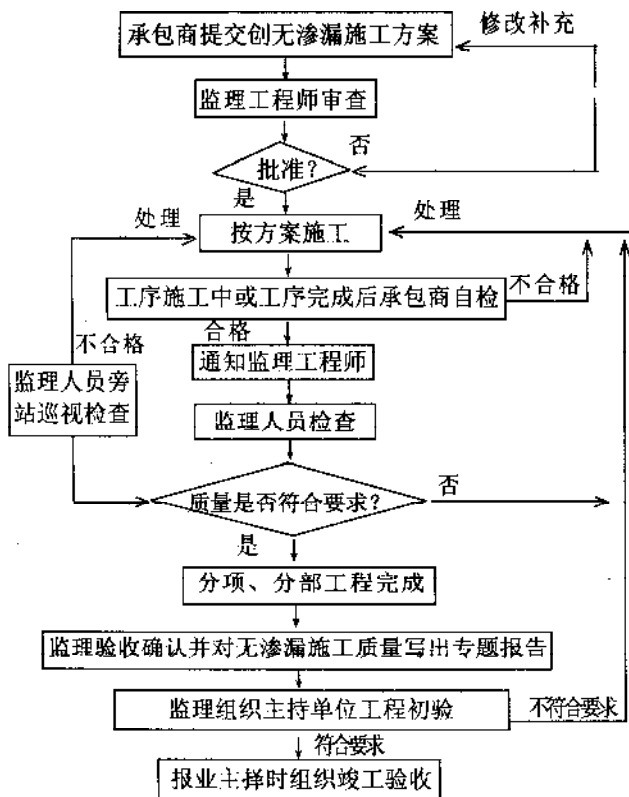 承包商提交创无渗漏施工方案
修改补充
监理工程师审查
否
批准?
是
处理
按方案施工
处理
工序施工中或工序完成后承包商自检
不合格
合格
不合格
通知监理工程师
监理人员旁
站巡视检查
监理人员检查
质量是否符合要求?
否
是
分项、分部工程完成
监理验收确认并对无渗漏施工质量写出专题报告
监理组织主持单位工程初验
不符合要求
符合要求
报业主择时组织竣工验收